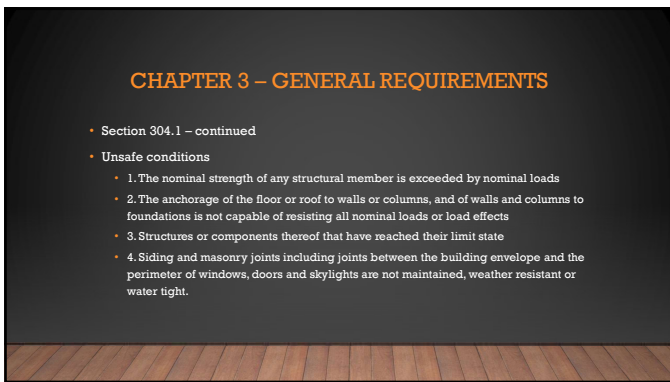 CHAPTER 3 – GENERAL REQUIREMENTS
• Section 304.1 – continued
• Unsafe conditions
• 1. The nominal strength of any structural member is exceeded by nominal loads
• 2. The anchorage of the floor or roof to walls or columns, and of walls and columns to
foundations is not capable of resisting all nominal loads or load effects
• 3. Structures or components thereof that have reached their limit state
• 4. Siding and masonry joints including joints between the building envelope and the
perimeter of windows, doors and skylights are not maintained, weather resistant or
water tight.